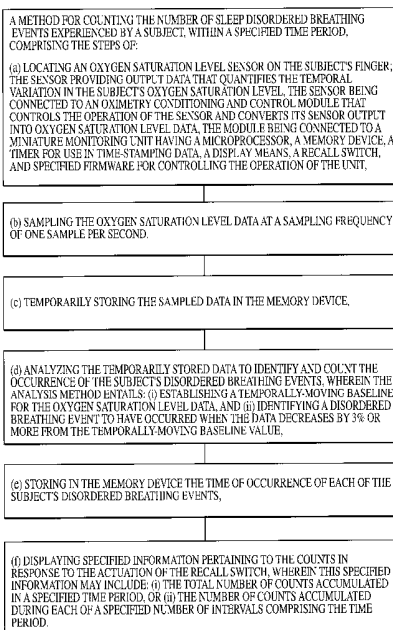 A METHOD FOR COUNTING THE NUMBER OF SLEEP DISORDERED BREATHING
EVENTS EXPERIENCED BY A SUBJECT, WITHIN A SPECIFIED TIME PERIOD,
COMPRISING THE STEPS OF:
(a) LOCATING AN OXYGEN SATURATION LEVEL SENSOR ON THE SUBJECT'S FINGER;
THE SENSOR PROVIDING OUTPUT DATA THAT QUANTIFIES THE TEMPORAL
VARIATION IN THE SUBJECT'S OXYGEN SATURATION LEVEL, THE SENSOR BEING
CONNECTED TO AN OXIMETRY CONDITIONING AND CONTROL MODULE THAT
CONTROLS THE OPERATION OF THE SENSOR AND CONVERTS ITS SENSOR OUTPUT
INTO OXYGEN SATURATION LEVEL DATA, THE MODULE BEING CONNECTED TO A
MINIATURE MONITORING UNIT HAVING A MICROPROCESSOR, A MEMORY DEVICE, A
TIMER FOR USE IN TIME-STAMPING DATA, A DISPLAY MEANS, A RECALL SWITCH,
AND SPECIFIED FIRMWARE FOR CONTROLLING THE OPERATION OF THE UNIT,
(b) SAMPLING THE OXYGEN SATURATION LEVEL DATA AT A SAMPLING FREQUENCY
OF ONE SAMPLE PER SECOND.
(c) TEMPORARILY STORING THE SAMPLED DATA IN THE MEMORY DEVICE,
(d) ANALYZING THE TEMPORARILY STORED DATA TO IDENTIFY AND COUNT THE
OCCURRENCE OF THE SUBJECT'S DISORDERED BREATHING EVENTS, WHEREIN THE
ANALYSIS METHOD ENTAILS: (i) ESTABLISHING A TEMPORALLY-MOVING BASELINE
FOR THE OXYGEN SATURATION LEVEL DATA, AND (ii) IDENTIFYING A DISORDERED
BREATHING EVENT TO HAVE OCCURRED WHEN THE DATA DECREASES BY 3% OR
MORE FROM THE TEMPORALLY-MOVING BASELINE VALUE,
(e) STORING IN THE MEMORY DEVICE THE TIME OF OCCURRENCE OF EACH OF THE
SUBJECT'S DISORDERED BREATHING EVENTS,
(f) DISPLAYING SPECIFIED INFORMATION PERTAINING TO THE COUNTS IN
RESPONSE TO THE ACTUATION OF THE RECALL SWITCH, WHEREIN THIS SPECIFIED
INFORMATION MAY INCLUDE: (i) THE TOTAL NUMBER OF COUNTS ACCUMULATED
IN A SPECIFIED TIME PERIOD, OR (ii) THE NUMBER OF COUNTS ACCUMULATED
DURING EACH OF A SPECIFIED NUMBER OF INTERVALS COMPRISING THE TIME
PERIOD.